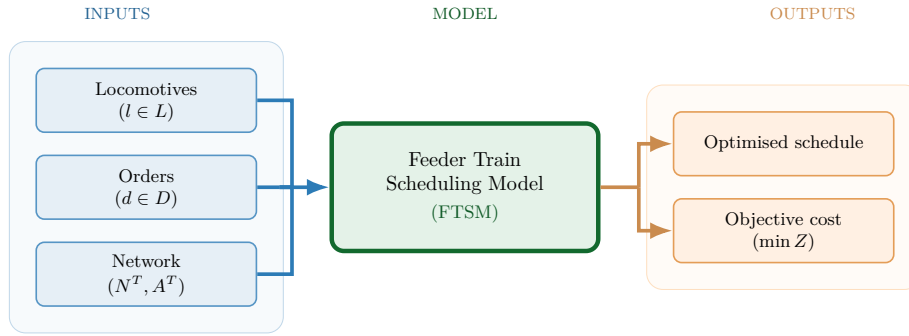 INPUTS
MODEL
OUTPUTS
Locomotives
(l ∈ L)
Orders
(d ∈ D)
Network
(N^T, A^T)
Feeder Train
Scheduling Model
(FTSM)
Optimised schedule
Objective cost
(min Z)